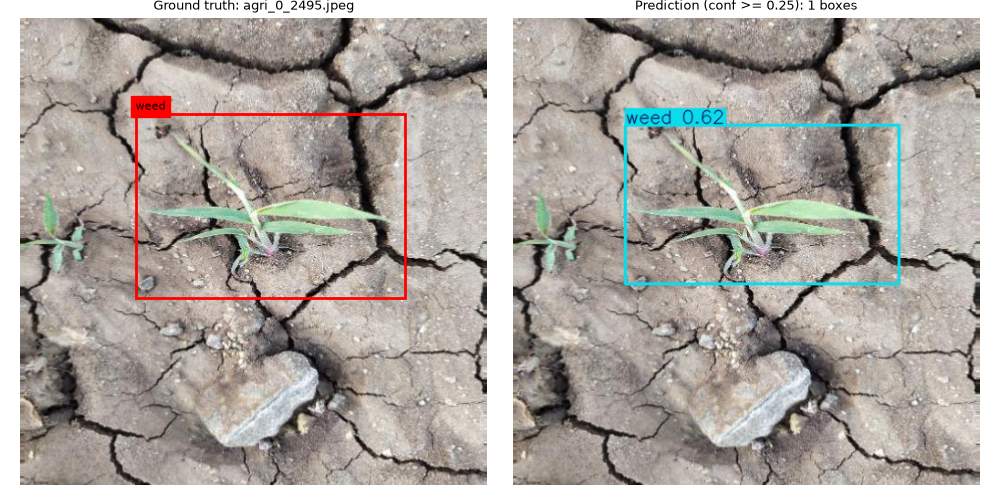 Ground truth: agri_0_2495.jpeg
Prediction (conf >= 0.25): 1 boxes
weed
weed 0.62